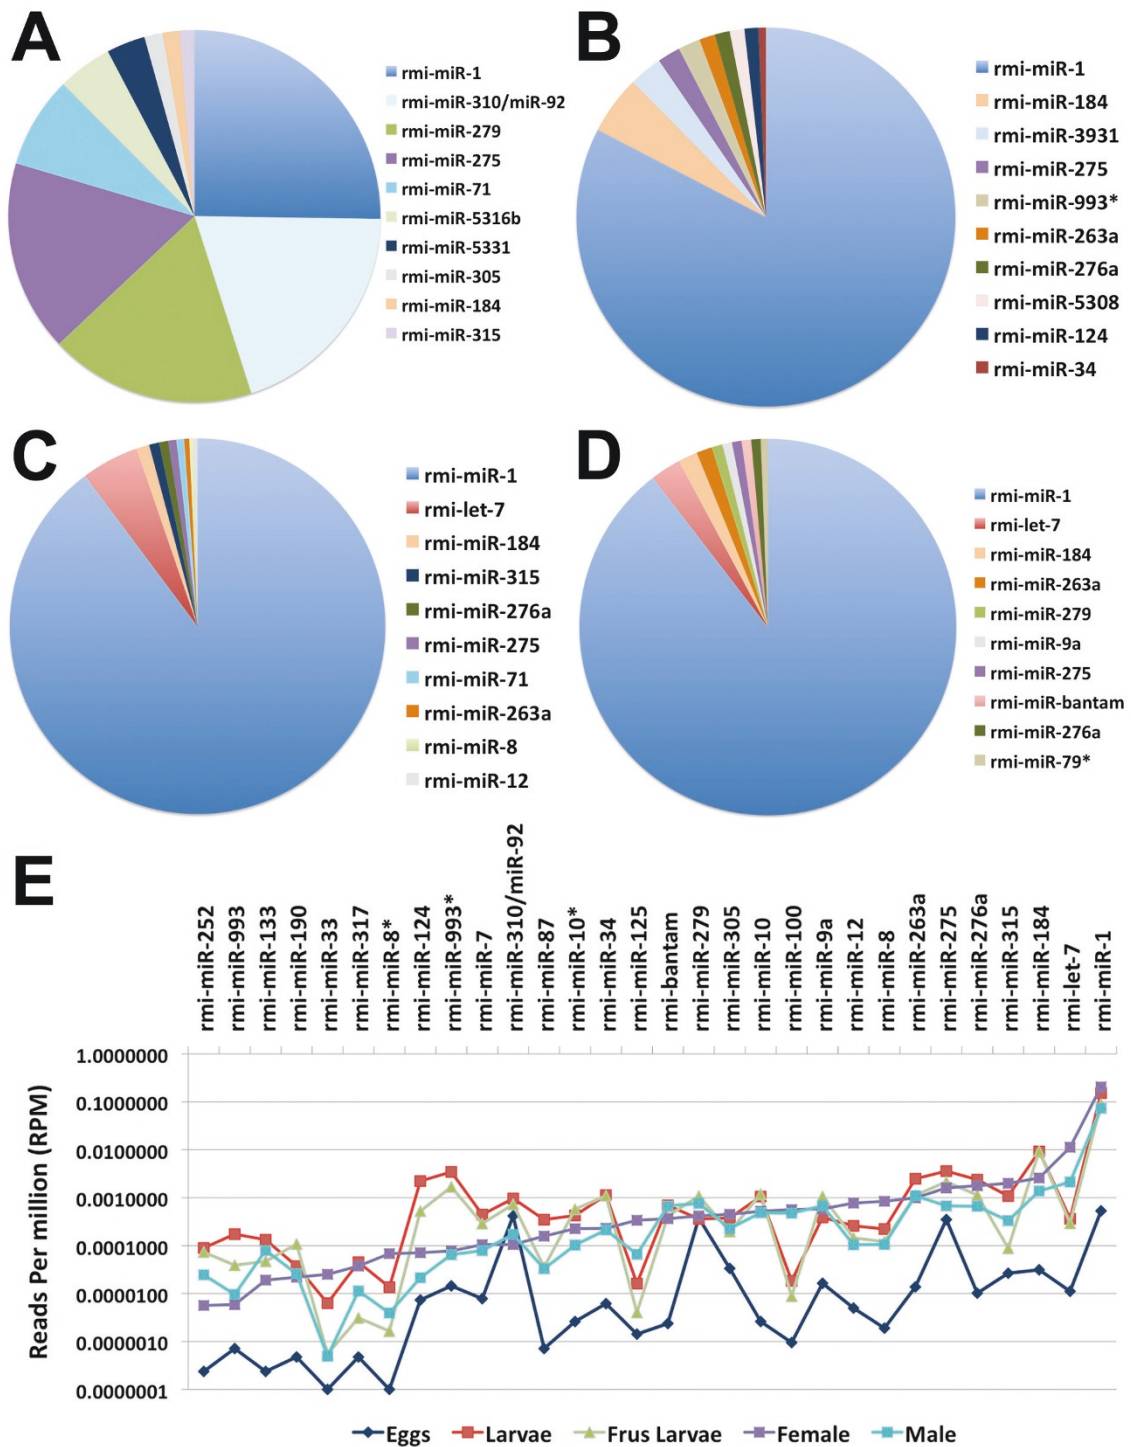 A
rmi-miR-1
rmi-miR-310/miR-92
rmi-miR-279
rmi-miR-275
rmi-miR-71
rmi-miR-5316b
rmi-miR-5331
rmi-miR-305
rmi-miR-184
rmi-miR-315
B
rmi-miR-1
rmi-miR-184
rmi-miR-3931
rmi-miR-275
rmi-miR-993*
rmi-miR-263a
rmi-miR-276a
rmi-miR-5308
rmi-miR-124
rmi-miR-34
C
rmi-miR-1
rmi-let-7
rmi-miR-184
rmi-miR-315
rmi-miR-276a
rmi-miR-275
rmi-miR-71
rmi-miR-263a
rmi-miR-8
rmi-miR-12
D
rmi-miR-1
rmi-let-7
rmi-miR-184
rmi-miR-263a
rmi-miR-279
rmi-miR-9a
rmi-miR-275
rmi-miR-bantam
rmi-miR-276a
rmi-miR-79*
E
rmi-miR-252
rmi-miR-993
rmi-miR-133
rmi-miR-190
rmi-miR-33
rmi-miR-317
rmi-miR-8*
rmi-miR-124
rmi-miR-993*
rmi-miR-7
rmi-miR-310/miR-92
rmi-miR-87
rmi-miR-10*
rmi-miR-34
rmi-miR-125
rmi-bantam
rmi-miR-279
rmi-miR-305
rmi-miR-10
rmi-miR-100
rmi-miR-9a
rmi-miR-12
rmi-miR-8
rmi-miR-263a
rmi-miR-275
rmi-miR-276a
rmi-miR-315
rmi-miR-184
rmi-let-7
rmi-miR-1
Reads Per million (RPM)
1.0000000
0.1000000
0.0100000
0.0010000
0.0001000
0.0000100
0.0000010
0.0000001
Eggs Larvae Frus Larvae Female Male